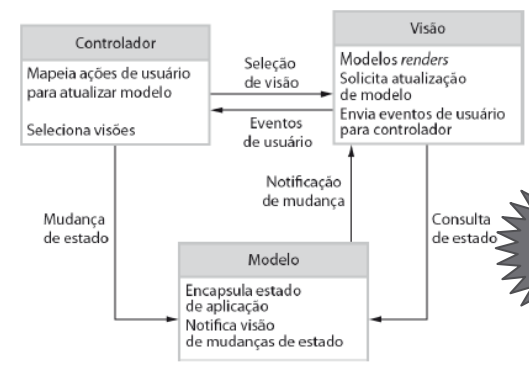 Controlador
Mapeia ações de usuário
para atualizar modelo
Seleciona visões
Seleção
de visão
Eventos
de usuário
Visão
Modelos renders
Solicita atualização
de modelo
Envia eventos de usuário
para controlador
Mudança
de estado
Notificação
de mudança
Consulta
de estado
Modelo
Encapsula estado
de aplicação
Notifica visão
de mudanças de estado